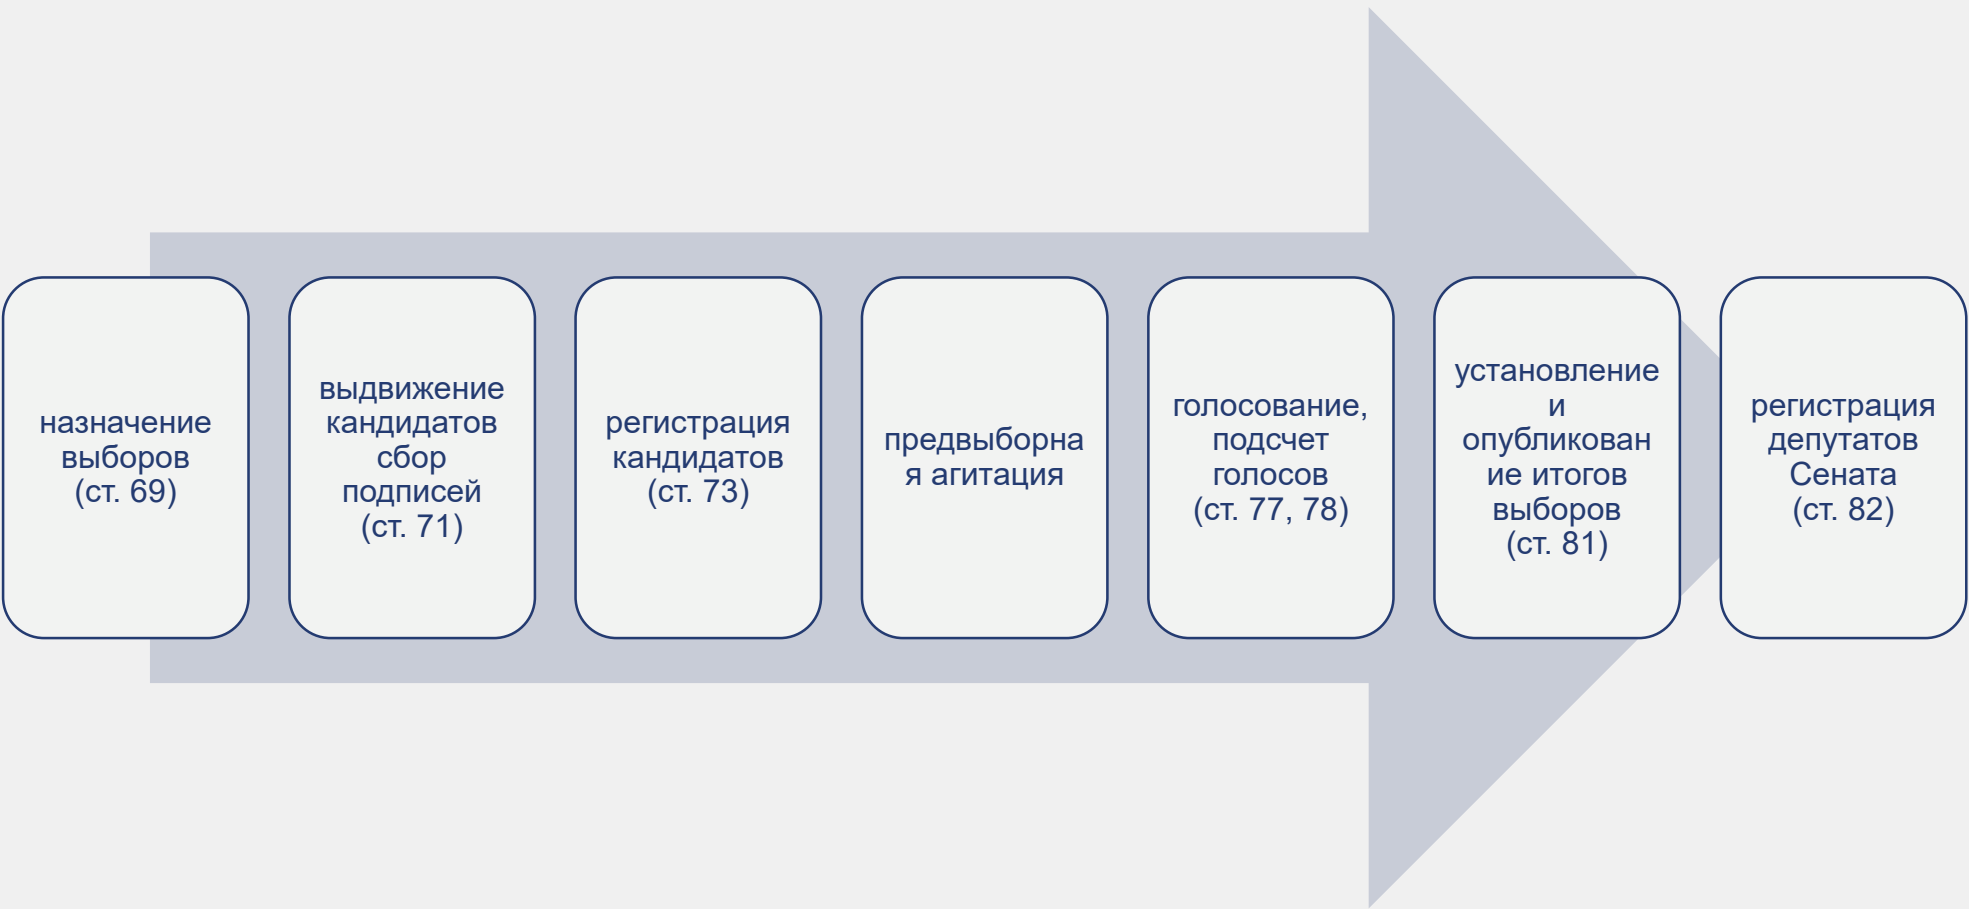 назначение
выборов
(ст. 69)
выдвижение
кандидатов
сбор
подписей
(ст. 71)
регистрация
кандидатов
(ст. 73)
предвыборна
я агитация
голосование,
подсчет
голосов
(ст. 77, 78)
установление
и
опубликован
ие итогов
выборов
(ст. 81)
регистрация
депутатов
Сената
(ст. 82)